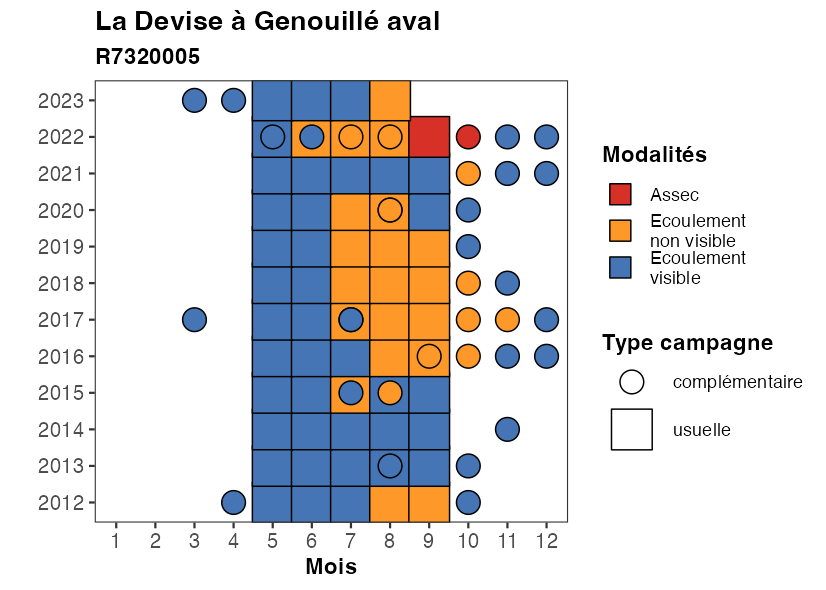 La Devise à Genouillé aval
R7320005
2023
2022
2021
2020
2019
2018
2017
2016
2015
2014
2013
2012
1 2 3 4 5 6 7 8 9 10 11 12
Mois
Modalités
Assec
Ecoulement
non visible
Ecoulement
visible
Type campagne
complémentaire
usuelle